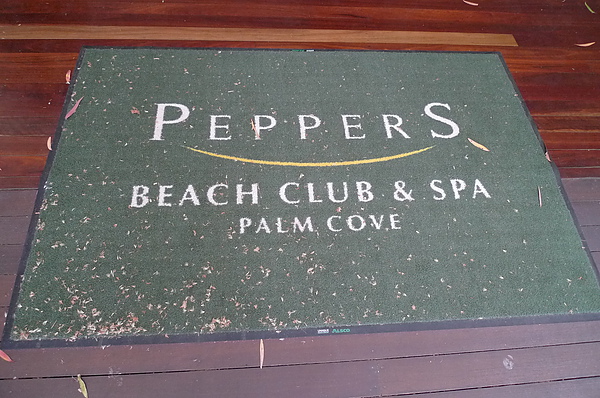 PEPPERS
BEACH CLUB & SPA
PALM COVE